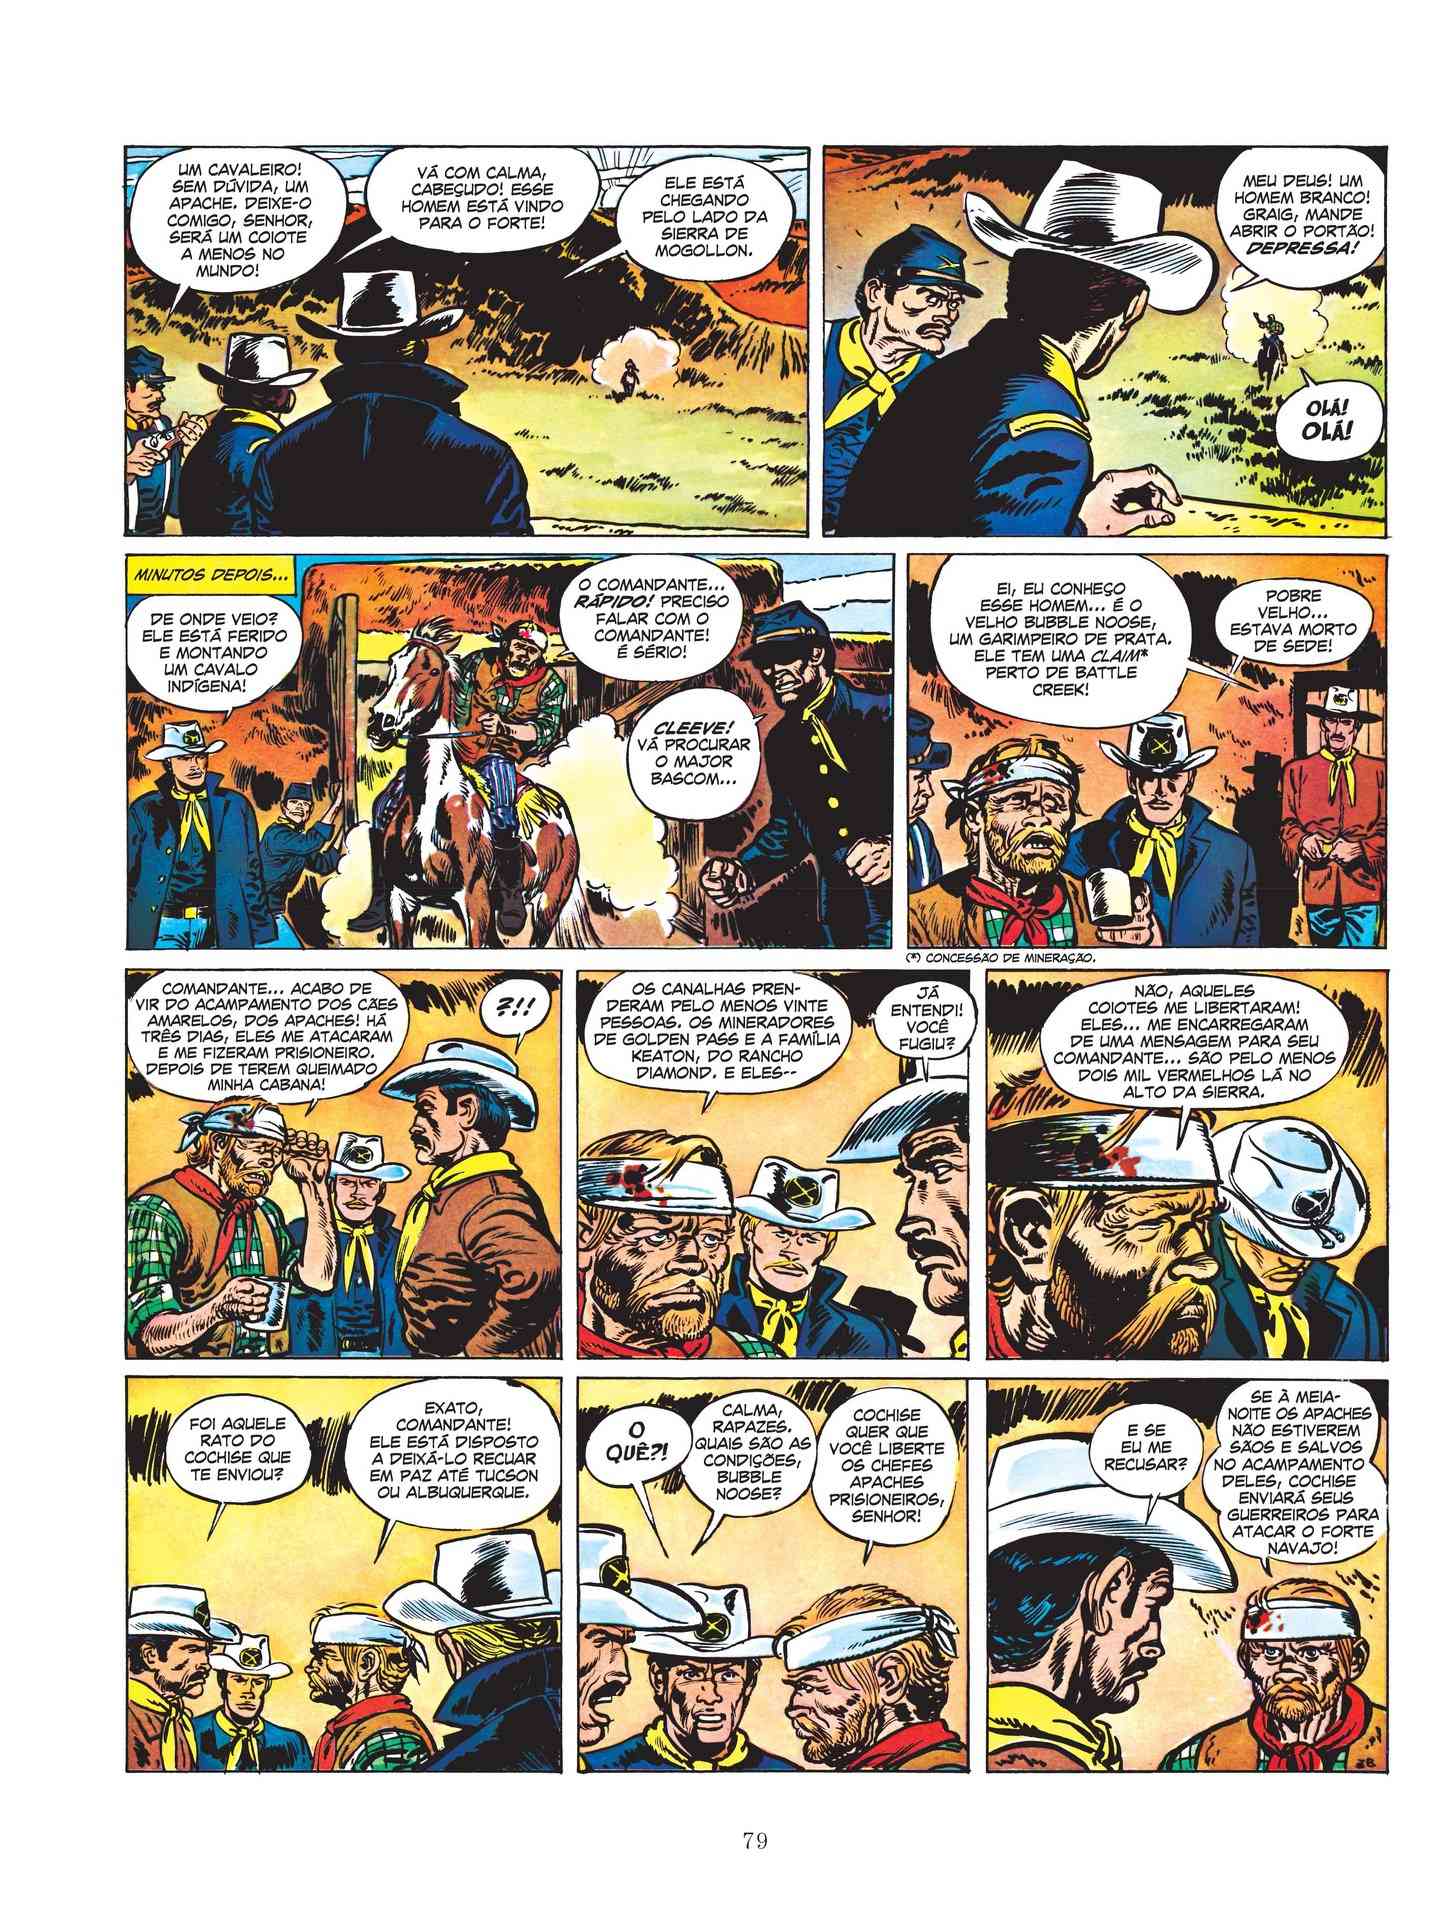 UM CAVALEIRO!
SEM DÚVIDA, UM
APACHE. DEIXE-O
COMIGO, SENHOR,
SERÁ UM COIOTE
A MENOS NO
MUNDO!
VÁ COM CALMA,
CABEÇUDO! ESSE
HOMEM ESTÁ VINDO
PARA O FORTE!
ELE ESTÁ
CHEGANDO
PELO LADO DA
SIERRA DE
MOGOLLON.
MEU DEUS! UM
HOMEM BRANCO!
GRAIG, MANDE
ABRIR O PORTÃO!
DEPRESSA!
OLÁ!
OLÁ!
MINUTOS DEPOIS...
DE ONDE VEIO?
ELE ESTÁ FERIDO
E MONTANDO
UM CAVALO
INDÍGENA!
O COMANDANTE...
RÁPIDO! PRECISO
FALAR COM O
COMANDANTE!
É SÉRIO!
CLEEVE!
VÁ PROCURAR
O MAJOR
BASCOM...
EI, EU CONHEÇO
ESSE HOMEM... É O
VELHO BUBBLE NOOSE,
UM GARIMPEIRO DE PRATA.
ELE TEM UMA CLAIM*
PERTO DE BATTLE
CREEK!
POBRE
VELHO...
ESTAVA MORTO
DE SEDE!
(*) CONCESSÃO DE MINERAÇÃO.
COMANDANTE... ACABO DE
VIR DO ACAMPAMENTO DOS CÃES
AMARELOS, DOS APACHES! HÁ
TRÊS DIAS, ELES ME ATACARAM
E ME FIZERAM PRISIONEIRO.
DEPOIS DE TEREM QUEIMADO
MINHA CABANA!
?!!
OS CANALHAS PREN-
DERAM PELO MENOS VINTE
PESSOAS. OS MINERADORES
DE GOLDEN PASS E A FAMÍLIA
KEATON, DO RANCHO
DIAMOND. E ELES--
JÁ
ENTENDI!
VOCÊ
FUGIU?
NÃO, AQUELES
COIOTES ME LIBERTARAM!
ELES... ME ENCARREGARAM
DE UMA MENSAGEM PARA SEU
COMANDANTE... SÃO PELO MENOS
DOIS MIL VERMELHOS LÁ NO
ALTO DA SIERRA.
FOI AQUELE
RATO DO
COCHISE QUE
TE ENVIOU?
EXATO,
COMANDANTE!
ELE ESTÁ DISPOSTO
A DEIXÁ-LO RECUAR
EM PAZ ATÉ TUCSON
OU ALBUQUERQUE.
O
QUÊ?!
CALMA,
RAPAZES.
QUAIS SÃO AS
CONDIÇÕES,
BUBBLE
NOOSE?
COCHISE
QUER QUE
VOCÊ LIBERTE
OS CHEFES
APACHES
PRISIONEIROS,
SENHOR!
E SE
EU ME
RECUSAR?
SE À MEIA-
NOITE OS APACHES
NÃO ESTIVEREM
SÃOS E SALVOS
NO ACAMPAMENTO
DELES, COCHISE
ENVIARÁ SEUS
GUERREIROS PARA
ATACAR O FORTE
NAVAJO!
3B
79